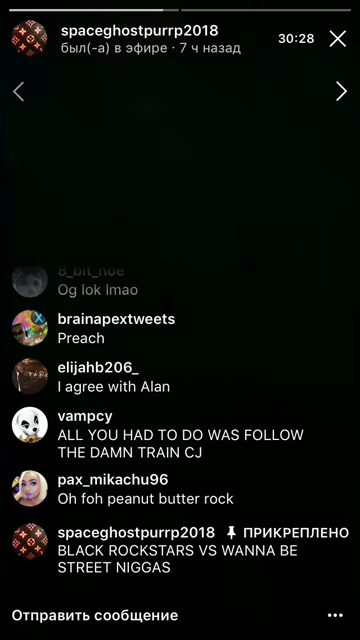 spaceghostpurrp2018
был(-а) в эфире · 7 ч назад
30:28
8_bit_hoe
Og lok lmao
brainapextweets
Preach
elijahb206_
I agree with Alan
vampcy
ALL YOU HAD TO DO WAS FOLLOW
THE DAMN TRAIN CJ
pax_mikachu96
Oh foh peanut butter rock
spaceghostpurrp2018 ПРИКРЕПЛЕНО
BLACK ROCKSTARS VS WANNA BE
STREET NIGGAS
Отправить сообщение